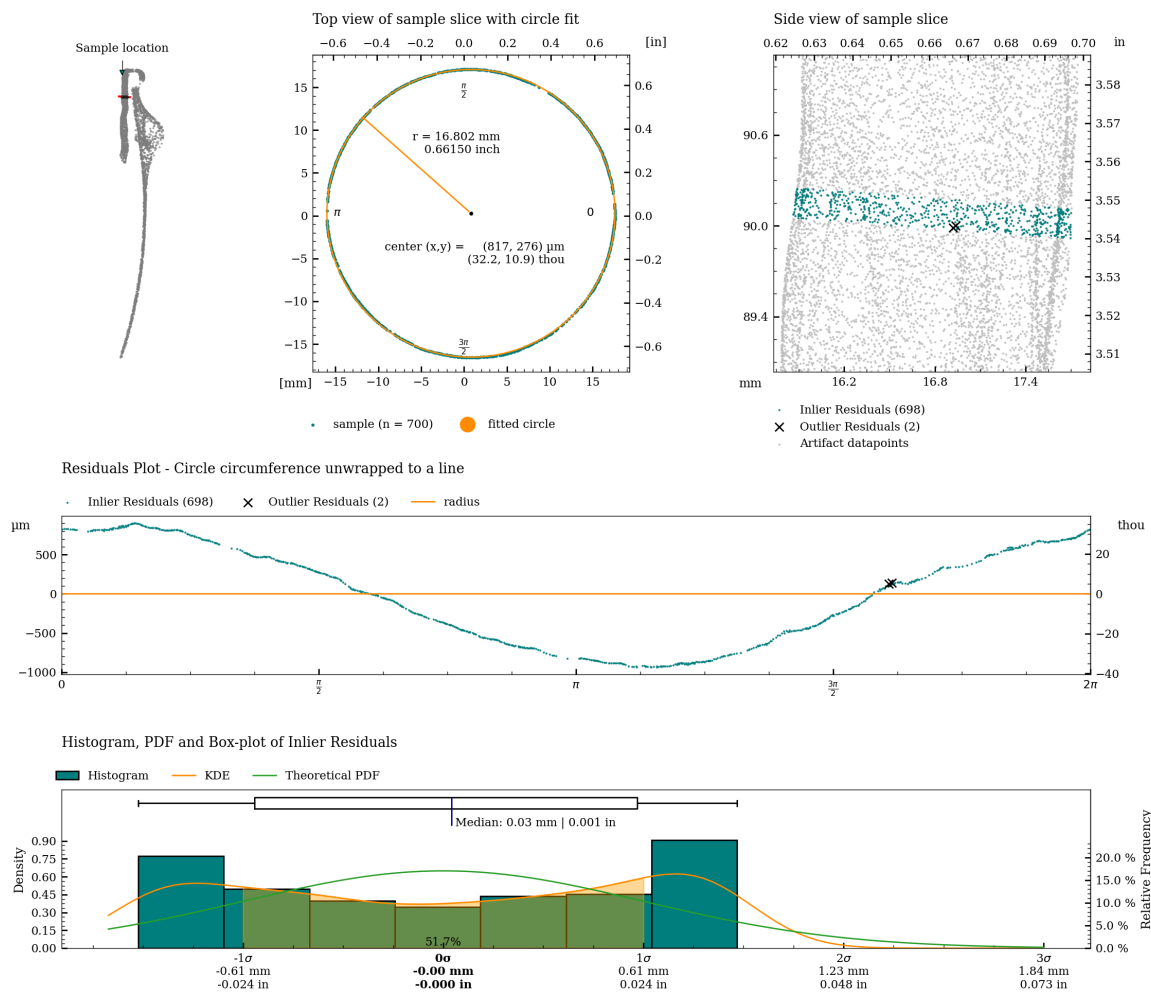 Sample location
Top view of sample slice with circle fit
−0.6 −0.4 −0.2 0.0 0.2 0.4 0.6 [in]
15
10
5
0
−5
−10
−15
0.6
0.4
0.2
0.0
−0.2
−0.4
−0.6
π/2
r = 16.802 mm
0.66150 inch
π
0
center (x,y) = (817, 276) µm
(32.2, 10.9) thou
3π/2
[mm] −15 −10 −5 0 5 10 15
sample (n = 700)
fitted circle
Side view of sample slice
0.62 0.63 0.64 0.65 0.66 0.67 0.68 0.69 0.70 in
90.6
90.0
89.4
3.58
3.57
3.56
3.55
3.54
3.53
3.52
3.51
mm 16.2 16.8 17.4
Inlier Residuals (698)
Outlier Residuals (2)
Artifact datapoints
Residuals Plot - Circle circumference unwrapped to a line
Inlier Residuals (698) Outlier Residuals (2) radius
µm
thou
500
0
−500
−1000
20
0
−20
−40
0 π/2 π 3π/2 2π
Histogram, PDF and Box-plot of Inlier Residuals
Histogram KDE Theoretical PDF
Median: 0.03 mm | 0.001 in
Density
0.90
0.75
0.60
0.45
0.30
0.15
0.00
Relative Frequency
20.0 %
15.0 %
10.0 %
5.0 %
0.0 %
51.7%
-1σ 0σ 1σ 2σ 3σ
-0.61 mm -0.00 mm 0.61 mm 1.23 mm 1.84 mm
-0.024 in -0.000 in 0.024 in 0.048 in 0.073 in